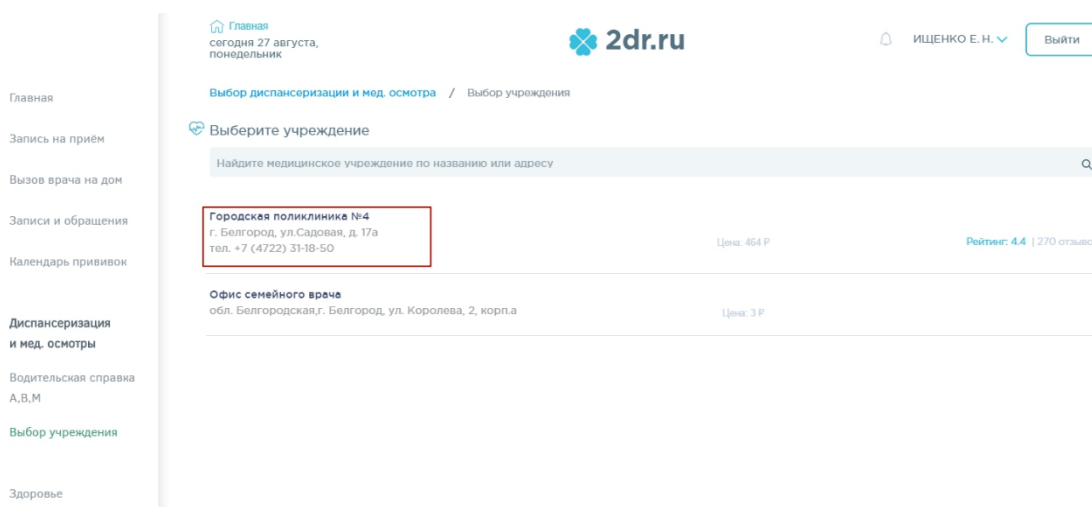 Главная
сегодня 27 августа,
понедельник
2dr.ru
ИЩЕНКО Е. Н.
Выйти
Главная
Запись на приём
Вызов врача на дом
Записи и обращения
Календарь прививок
Диспансеризация
и мед. осмотры
Водительская справка
А,В,М
Выбор учреждения
Здоровье
Выбор диспансеризации и мед. осмотра / Выбор учреждения
Выберите учреждение
Найдите медицинское учреждение по названию или адресу
Городская поликлиника №4
г. Белгород, ул.Садовая, д. 17а
тел. +7 (4722) 31-18-50
Цена: 464 ₽
Рейтинг: 4.4 | 270 отзыво
Офис семейного врача
обл. Белгородская,г. Белгород, ул. Королева, 2, корп.а
Цена: 3 ₽